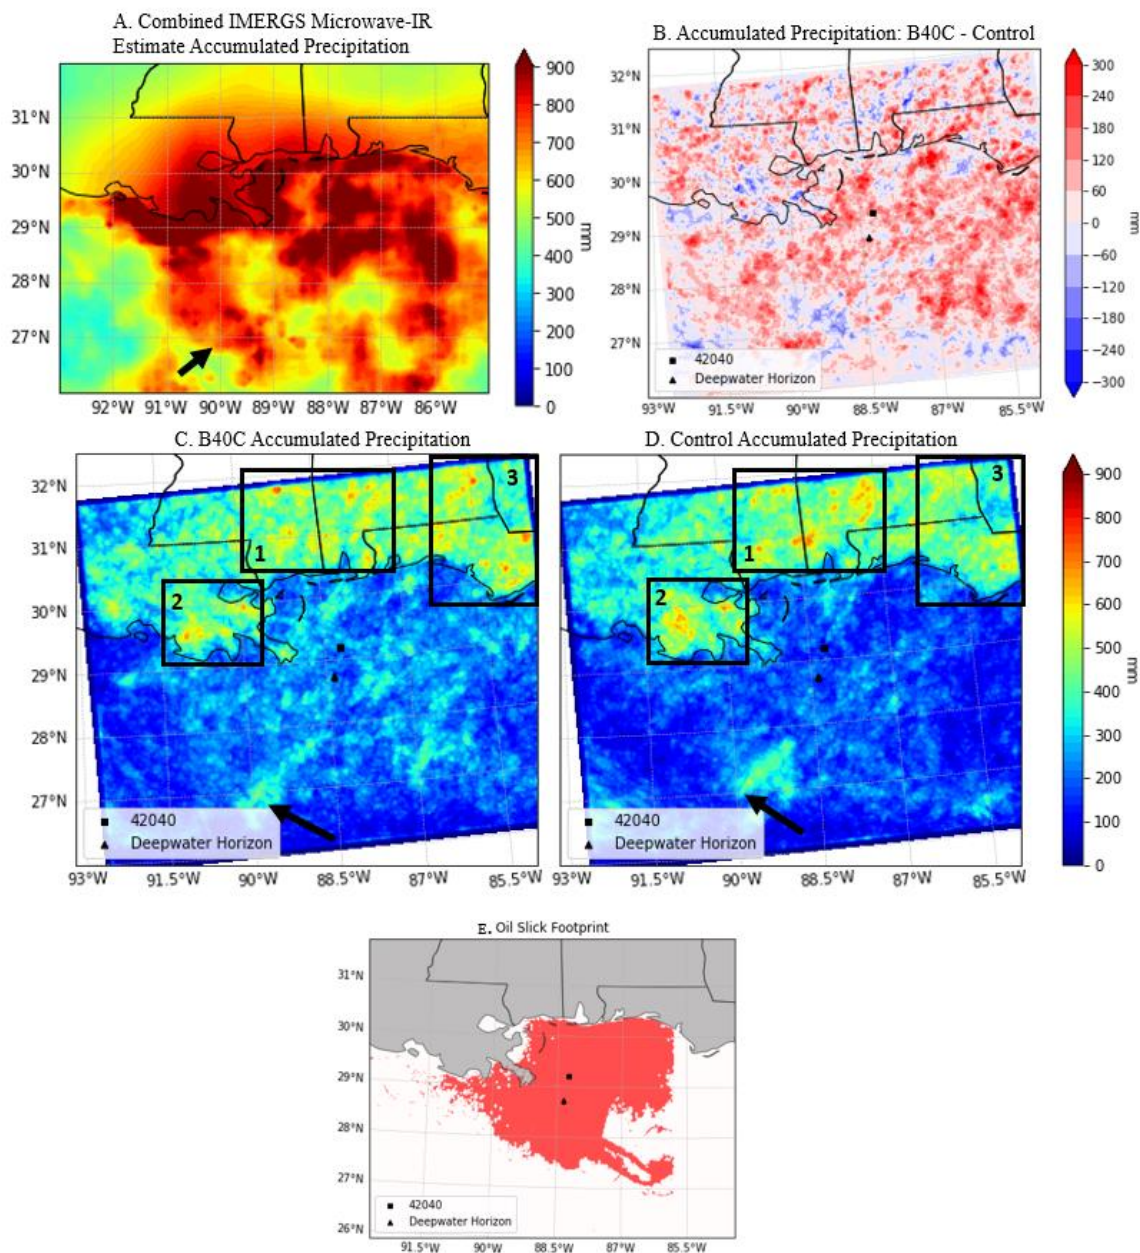 A. Combined IMERGS Microwave-IR
Estimate Accumulated Precipitation
31°N
30°N
29°N
28°N
27°N
92°W 91°W 90°W 89°W 88°W 87°W 86°W
900
800
700
600
500
400
300
200
100
0
mm
B. Accumulated Precipitation: B40C - Control
32°N
31°N
30°N
29°N
28°N
27°N
42040
Deepwater Horizon
93°W 91.5°W 90°W 88.5°W 87°W 85.5°W
300
240
180
120
60
0
−60
−120
−180
−240
−300
mm
C. B40C Accumulated Precipitation
32°N
31°N
30°N
29°N
28°N
27°N
1
2
3
42040
Deepwater Horizon
93°W 91.5°W 90°W 88.5°W 87°W 85.5°W
D. Control Accumulated Precipitation
1
2
3
42040
Deepwater Horizon
93°W 91.5°W 90°W 88.5°W 87°W 85.5°W
900
800
700
600
500
400
300
200
100
0
mm
E. Oil Slick Footprint
31°N
30°N
29°N
28°N
27°N
26°N
42040
Deepwater Horizon
91.5°W 90°W 88.5°W 87°W 85.5°W